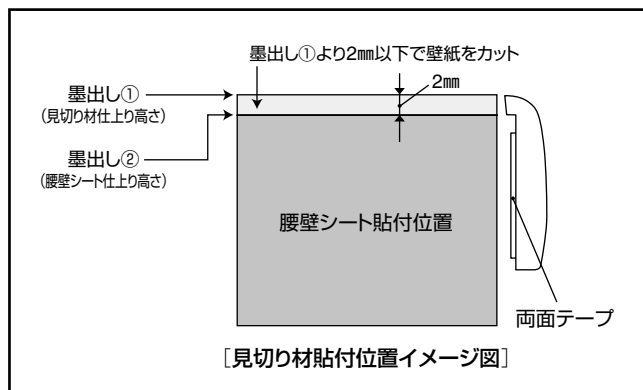 墨出し①より2㎜以下で壁紙をカット
墨出し①
(見切り材仕上り高さ)
2㎜
墨出し②
(腰壁シート仕上り高さ)
腰壁シート貼付位置
両面テープ
［見切り材貼付位置イメージ図］